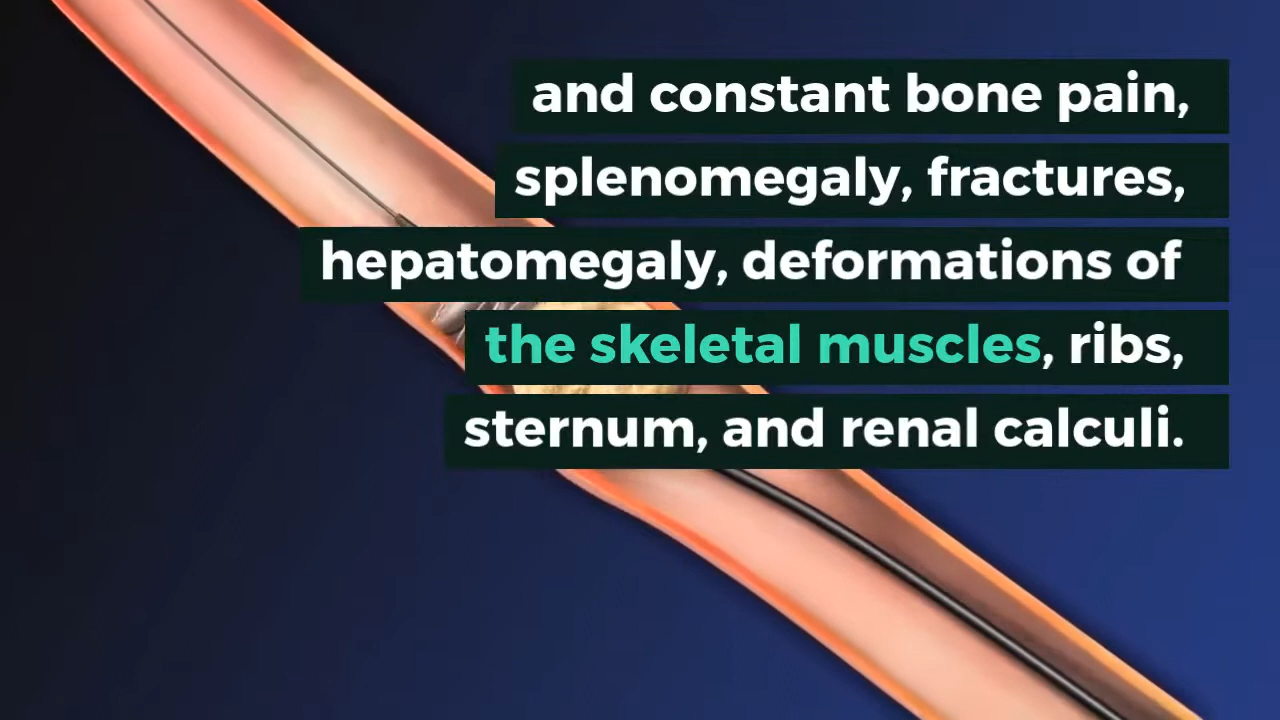 and constant bone pain,
splenomegaly, fractures,
hepatomegaly, deformations of
the skeletal muscles, ribs,
sternum, and renal calculi.